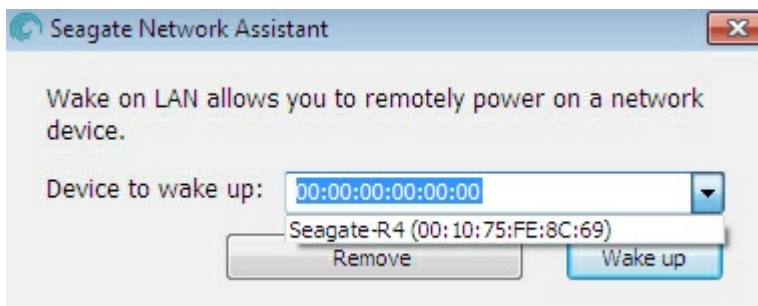 Seagate Network Assistant
Wake on LAN allows you to remotely power on a network
device.
Device to wake up: 00:00:00:00:00:00
Seagate-R4 (00:10:75:FE:8C:69)
Remove Wake up